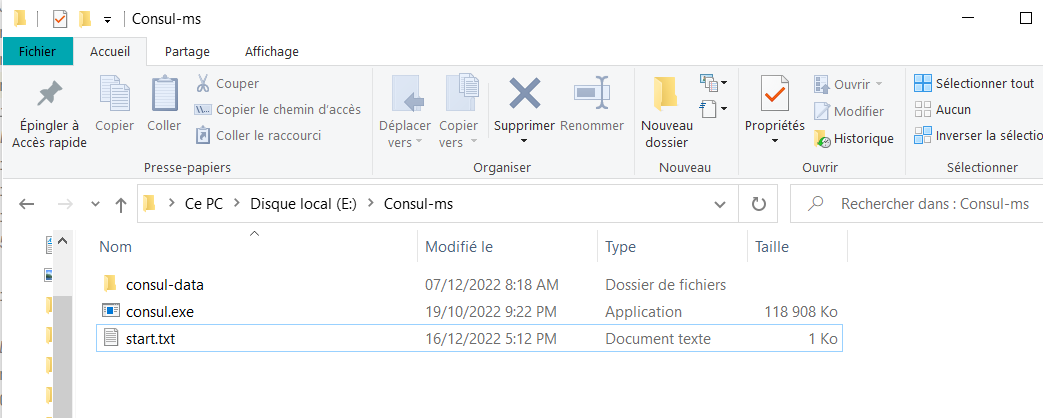 Consul-ms
Fichier Accueil Partage Affichage
Épingler à Accès rapide
Copier
Coller
Couper
Copier le chemin d'accès
Coller le raccourci
Presse-papiers
Déplacer vers
Copier vers
Supprimer
Renommer
Organiser
Nouveau dossier
Nouveau
Propriétés
Ouvrir
Modifier
Historique
Ouvrir
Sélectionner tout
Aucun
Inverser la sélectio
Sélectionner
Ce PC Disque local (E:) Consul-ms
Rechercher dans : Consul-ms
Nom Modifié le Type Taille
consul-data 07/12/2022 8:18 AM Dossier de fichiers
consul.exe 19/10/2022 9:22 PM Application 118 908 Ko
start.txt 16/12/2022 5:12 PM Document texte 1 Ko